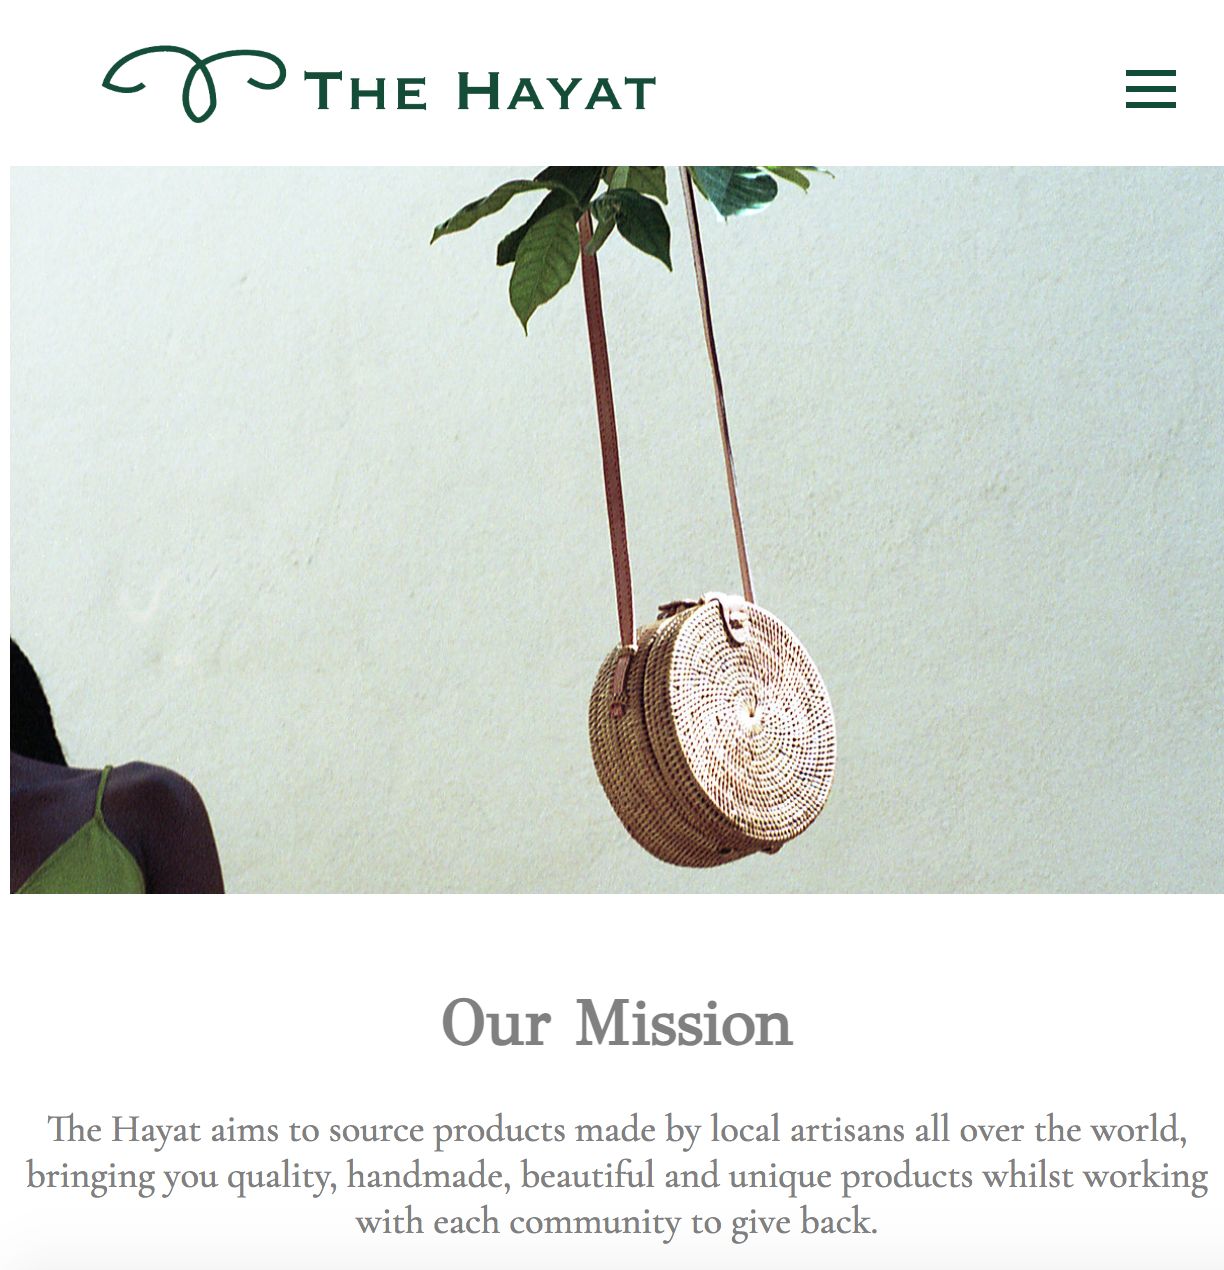 The Hayat
Our Mission
The Hayat aims to source products made by local artisans all over the world,
bringing you quality, handmade, beautiful and unique products whilst working
with each community to give back.